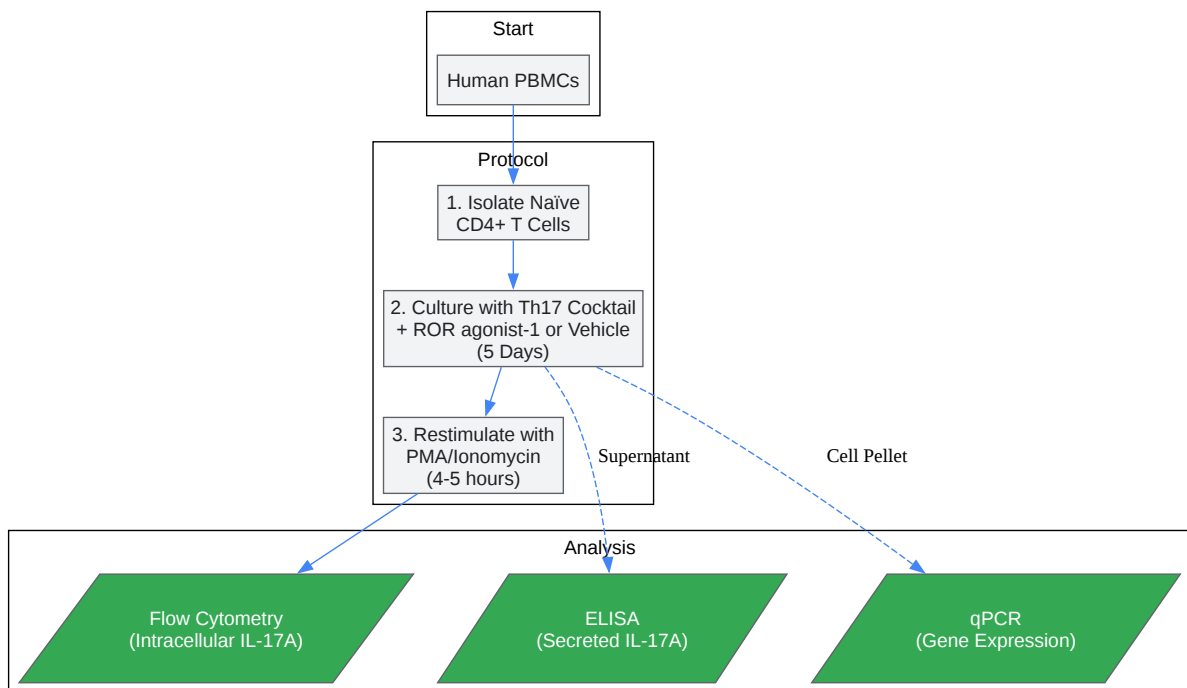 Start
Human PBMCs
Protocol
1. Isolate Naïve
CD4+ T Cells
2. Culture with Th17 Cocktail
+ ROR agonist-1 or Vehicle
(5 Days)
3. Restimulate with
PMA/Ionomycin
(4-5 hours)
Supernatant
Cell Pellet
Analysis
Flow Cytometry
(Intracellular IL-17A)
ELISA
(Secreted IL-17A)
qPCR
(Gene Expression)